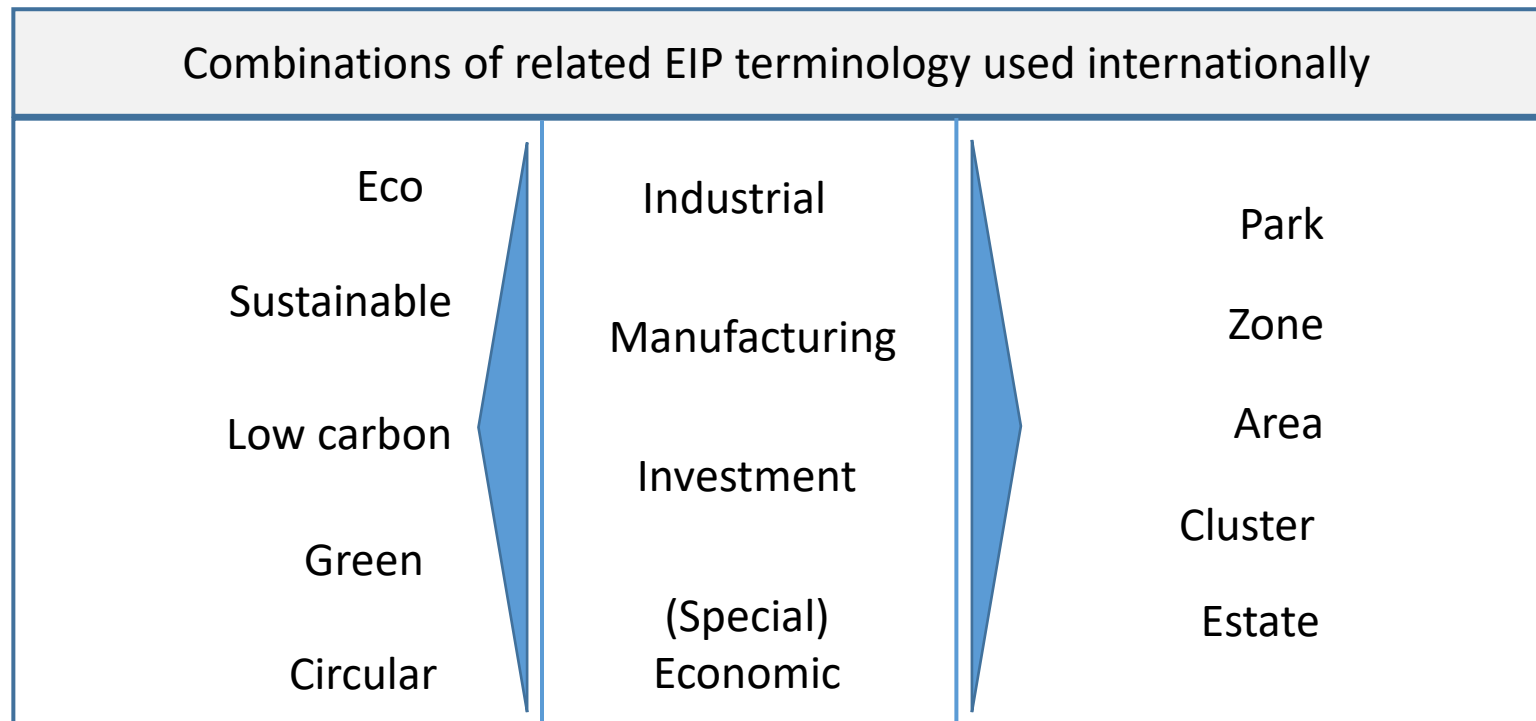 Combinations of related EIP terminology used internationally
Eco
Sustainable
Low carbon
Green
Circular
Industrial
Manufacturing
Investment
(Special)
Economic
Park
Zone
Area
Cluster
Estate